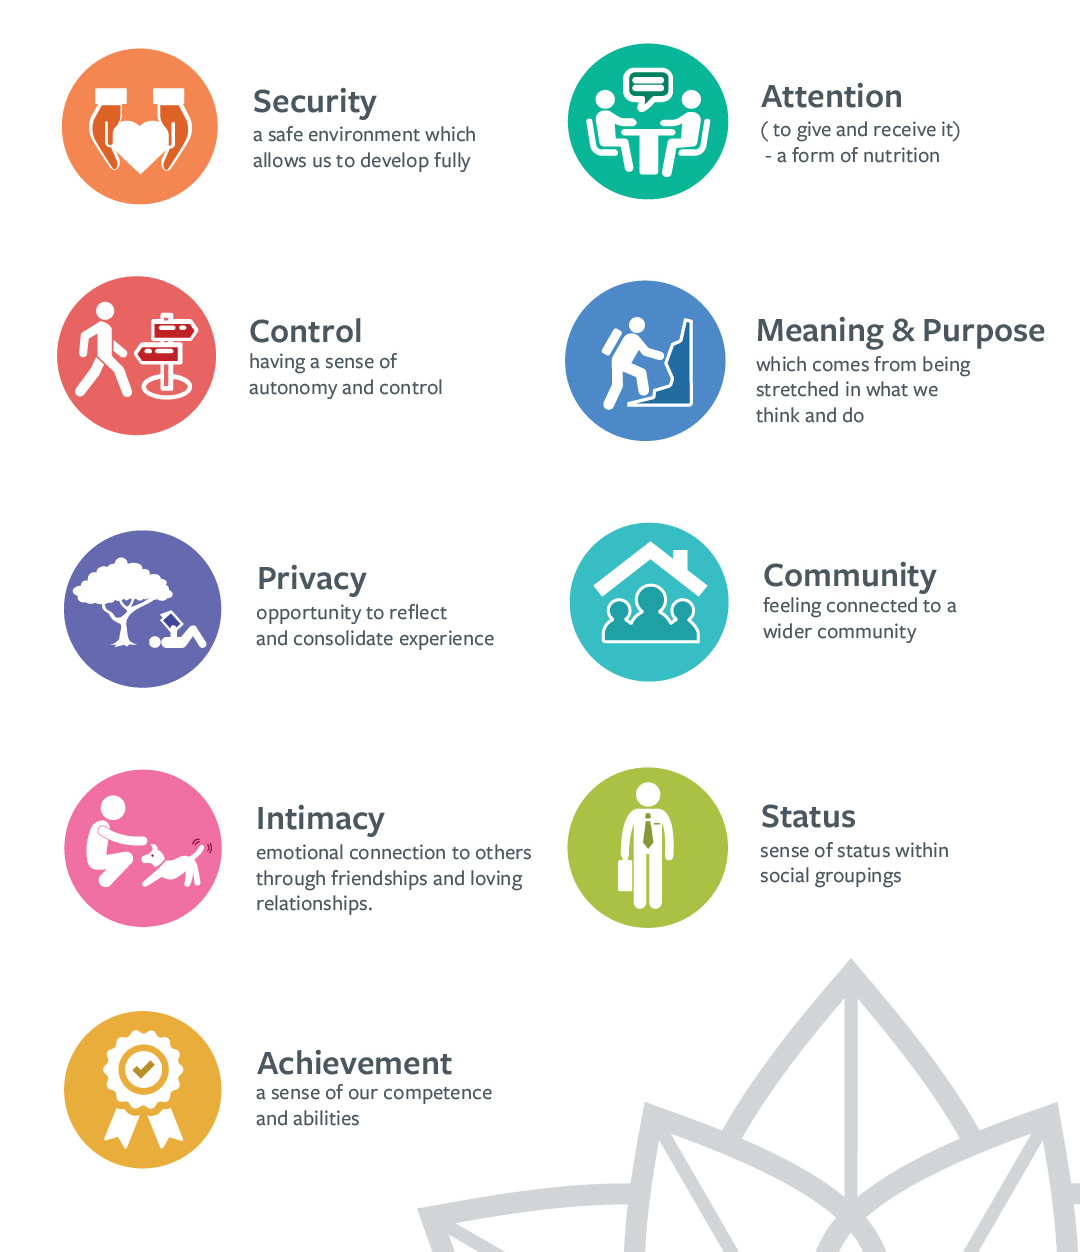 Security
a safe environment which
allows us to develop fully
Attention
( to give and receive it)
- a form of nutrition
Control
having a sense of
autonomy and control
Meaning & Purpose
which comes from being
stretched in what we
think and do
Privacy
opportunity to reflect
and consolidate experience
Community
feeling connected to a
wider community
Intimacy
emotional connection to others
through friendships and loving
relationships.
Status
sense of status within
social groupings
Achievement
a sense of our competence
and abilities